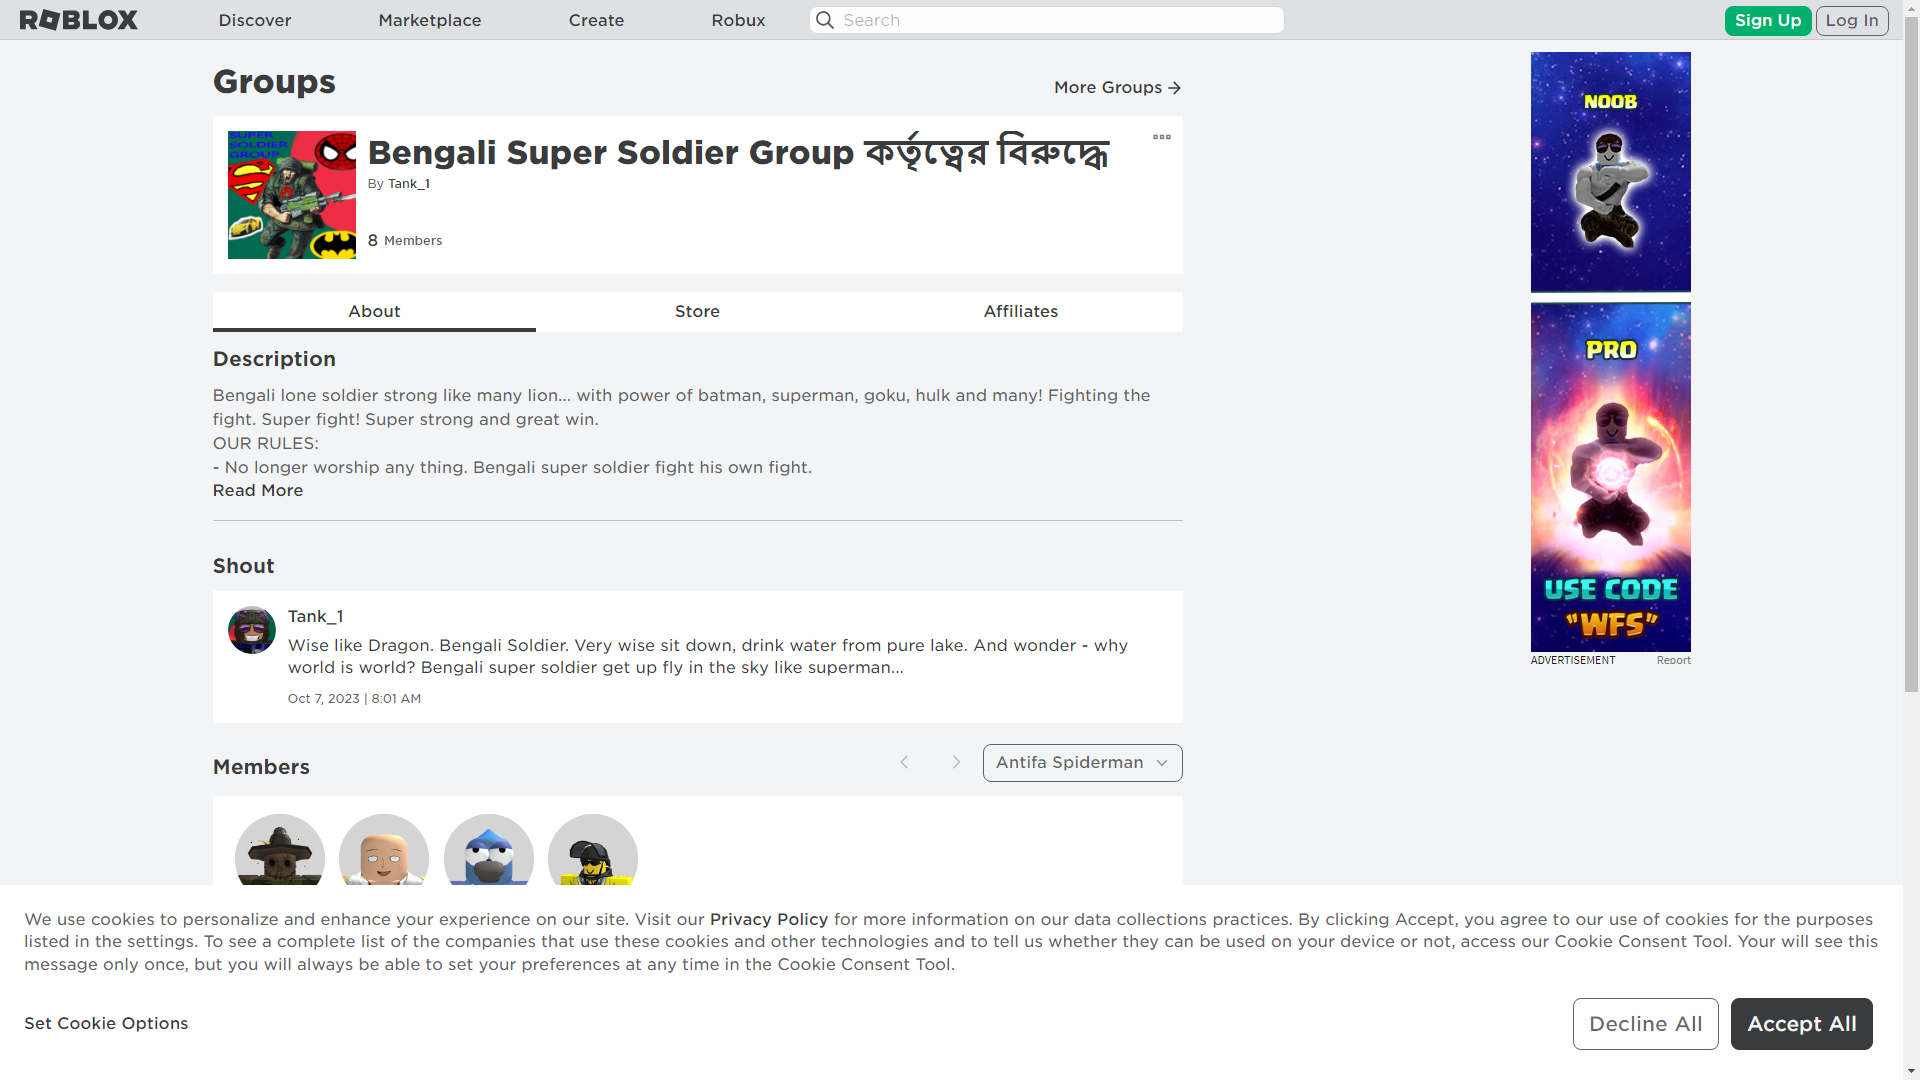 ROBLOX
Discover
Marketplace
Create
Robux
Search
Sign Up
Log In
Groups
More Groups
SUPER
SOLDIER
GROUP
Bengali Super Soldier Group কর্তৃত্বের বিরুদ্ধে
By Tank_1
8 Members
About
Store
Affiliates
Description
Bengali lone soldier strong like many lion... with power of batman, superman, goku, hulk and many! Fighting the
fight. Super fight! Super strong and great win.
OUR RULES:
- No longer worship any thing. Bengali super soldier fight his own fight.
Read More
Shout
Tank_1
Wise like Dragon. Bengali Soldier. Very wise sit down, drink water from pure lake. And wonder - why
world is world? Bengali super soldier get up fly in the sky like superman...
Oct 7, 2023 | 8:01 AM
Members
Antifa Spiderman
NOOB
PRO
USE CODE
"WFS"
ADVERTISEMENT
Report
We use cookies to personalize and enhance your experience on our site. Visit our Privacy Policy for more information on our data collections practices. By clicking Accept, you agree to our use of cookies for the purposes
listed in the settings. To see a complete list of the companies that use these cookies and other technologies and to tell us whether they can be used on your device or not, access our Cookie Consent Tool. Your will see this
message only once, but you will always be able to set your preferences at any time in the Cookie Consent Tool.
Set Cookie Options
Decline All
Accept All